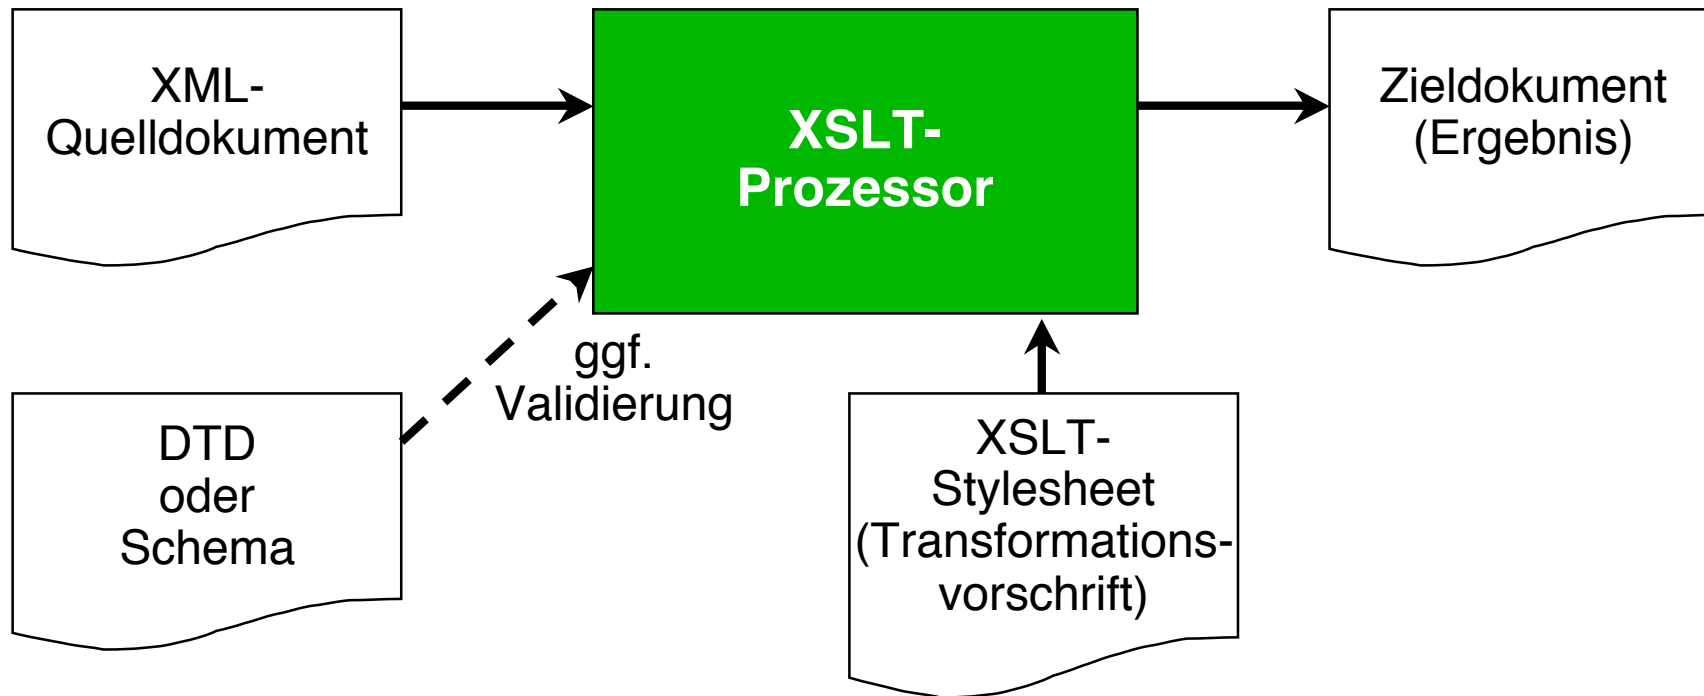 XML-
Quelldokument
XSLT-
Prozessor
Zieldokument
(Ergebnis)
ggf.
Validierung
DTD
oder
Schema
XSLT-
Stylesheet
(Transformations-
vorschrift)